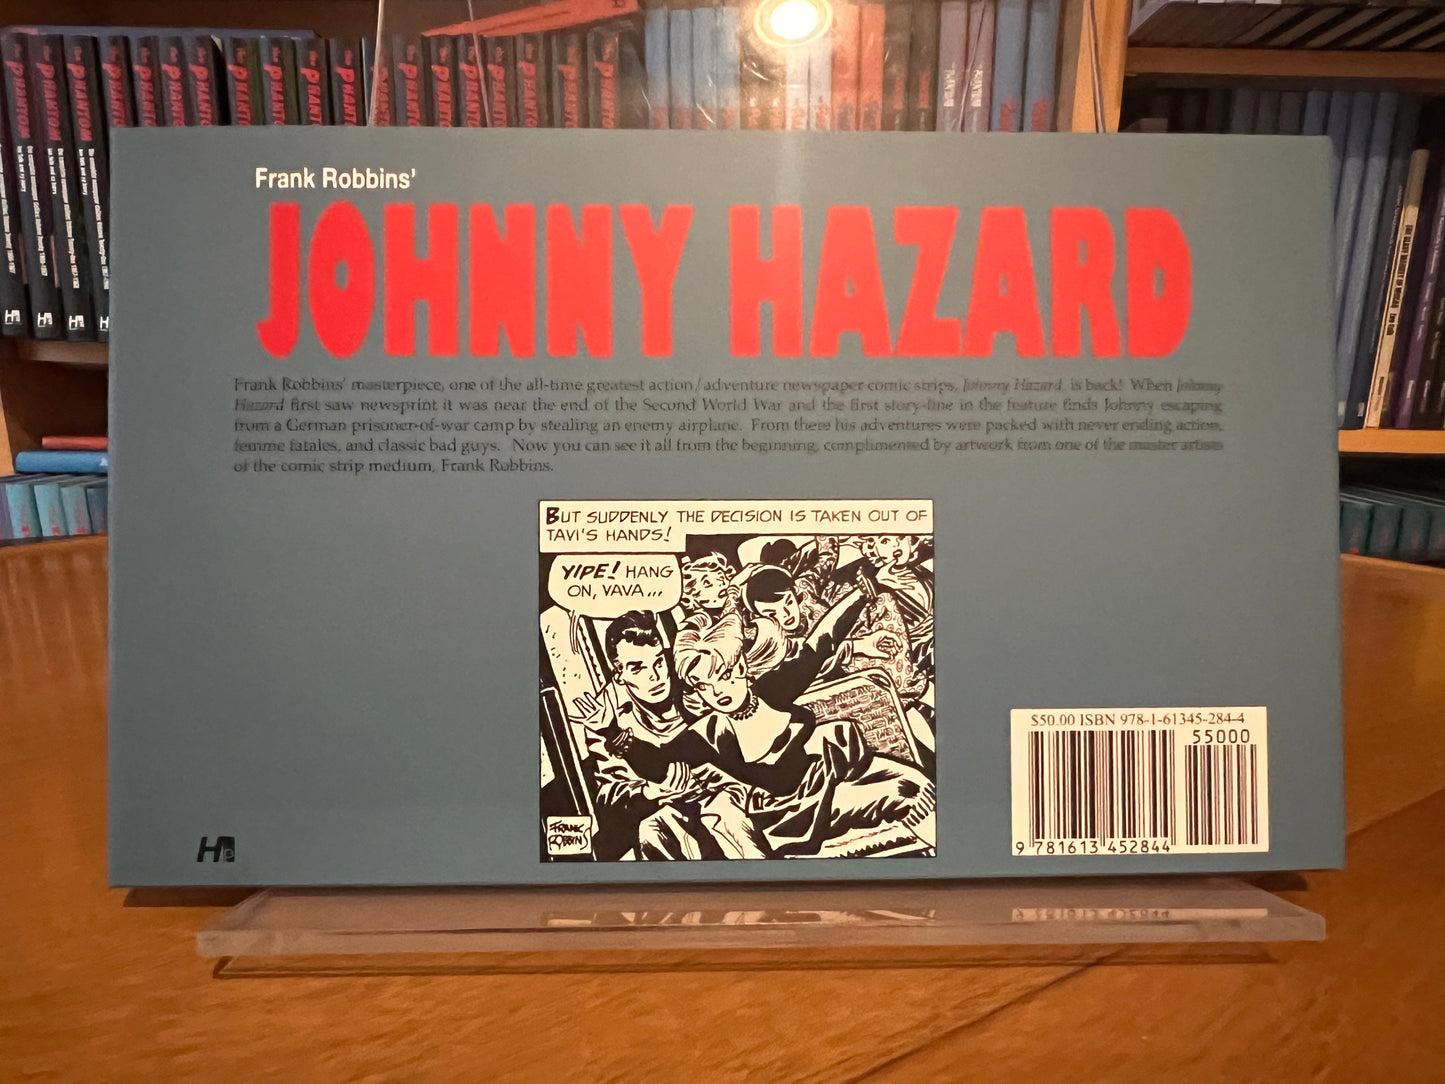 the PHANTOM
the PHANTOM
the PHANTOM
Frank Robbins'
JOHNNY HAZARD
Frank Robbins' masterpiece, one of the all-time greatest action/adventure newspaper comic strips, Johnny Hazard, is back! When Johnny
Hazard first saw newsprint it was near the end of the Second World War and the first story-line in the feature finds Johnny escaping
from a German prisoner-of-war camp by stealing an enemy airplane. From there his adventures were packed with never ending action,
femme fatales, and classic bad guys. Now you can see it all from the beginning, complimented by artwork from one of the master artists
of the comic strip medium, Frank Robbins.
BUT SUDDENLY THE DECISION IS TAKEN OUT OF
TAVI'S HANDS!
YIPE! HANG
ON, VAVA...
FRANK
ROBBINS
$50.00 ISBN 978-1-61345-284-4
55000
9 781613 452844
H